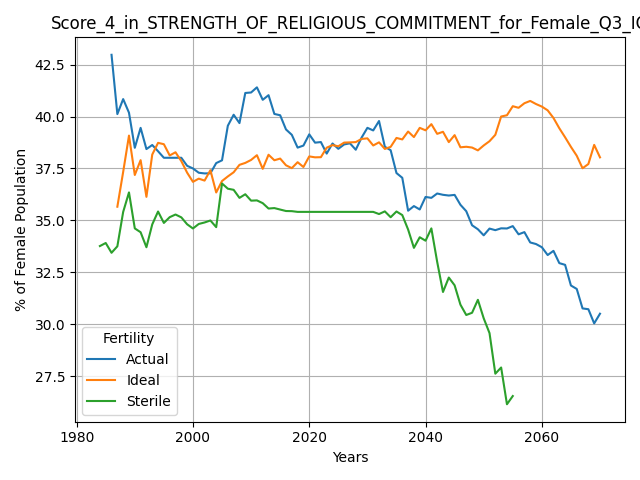 Score_4_in_STRENGTH_OF_RELIGIOUS_COMMITMENT_for_Female_Q3_IQ
42.5
40.0
37.5
35.0
32.5
30.0
27.5
% of Female Population
Fertility
Actual
Ideal
Sterile
1980
2000
2020
2040
2060
Years